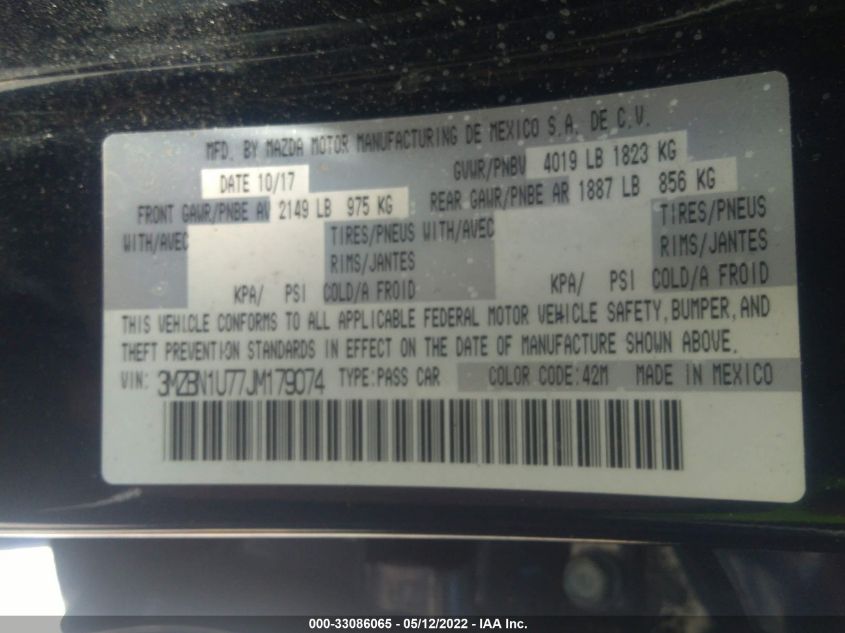 MFD. BY MAZDA MOTOR MANUFACTURING DE MEXICO S.A. DE C.V.
DATE 10/17 GVWR/PNBV 4019 LB 1823 KG
FRONT GAWR/PNBE AV 2149 LB 975 KG REAR GAWR/PNBE AR 1887 LB 856 KG
WITH/AVEC TIRES/PNEUS WITH/AVEC TIRES/PNEUS
RIMS/JANTES RIMS/JANTES
KPA/ PSI COLD/A FROID KPA/ PSI COLD/A FROID
THIS VEHICLE CONFORMS TO ALL APPLICABLE FEDERAL MOTOR VEHICLE SAFETY, BUMPER, AND
THEFT PREVENTION STANDARDS IN EFFECT ON THE DATE OF MANUFACTURE SHOWN ABOVE.
VIN: 3MZBN1U77JM179074 TYPE:PASS CAR COLOR CODE:42M MADE IN MEXICO
000-33086065 - 05/12/2022 - IAA Inc.